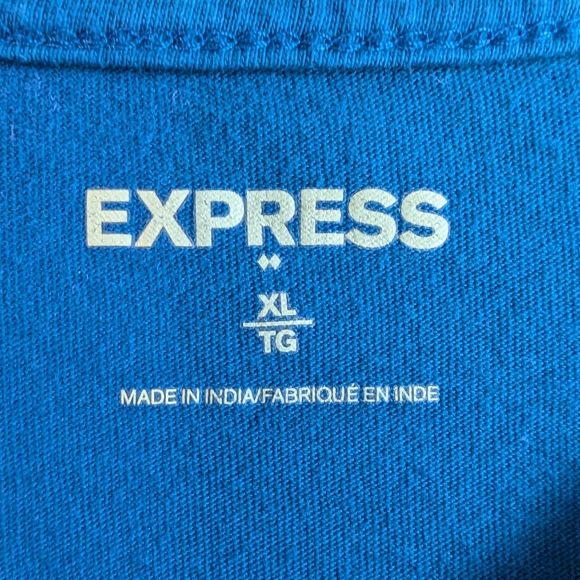 EXPRESS
XL
TG
MADE IN INDIA/FABRIQUÉ EN INDE